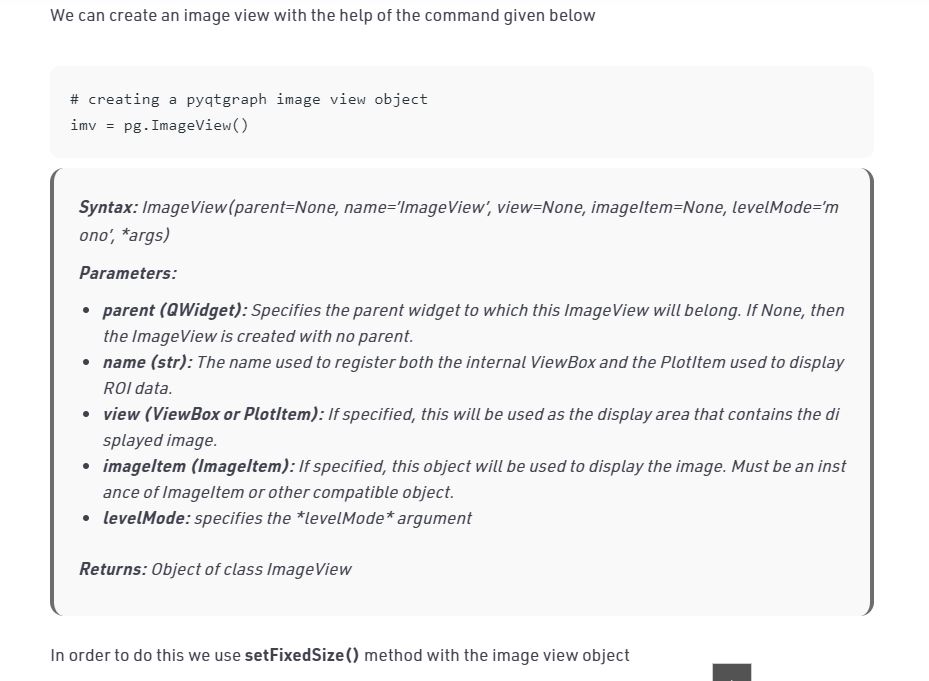 We can create an image view with the help of the command given below
# creating a pyqtgraph image view object
imv = pg.ImageView()
Syntax: ImageView(parent=None, name='ImageView', view=None, imageItem=None, levelMode='m
ono', *args)
Parameters:
• parent (QWidget): Specifies the parent widget to which this ImageView will belong. If None, then
the ImageView is created with no parent.
• name (str): The name used to register both the internal ViewBox and the PlotItem used to display
ROI data.
• view (ViewBox or PlotItem): If specified, this will be used as the display area that contains the di
splayed image.
• imageItem (ImageItem): If specified, this object will be used to display the image. Must be an inst
ance of ImageItem or other compatible object.
• levelMode: specifies the *levelMode* argument
Returns: Object of class ImageView
In order to do this we use setFixedSize() method with the image view object